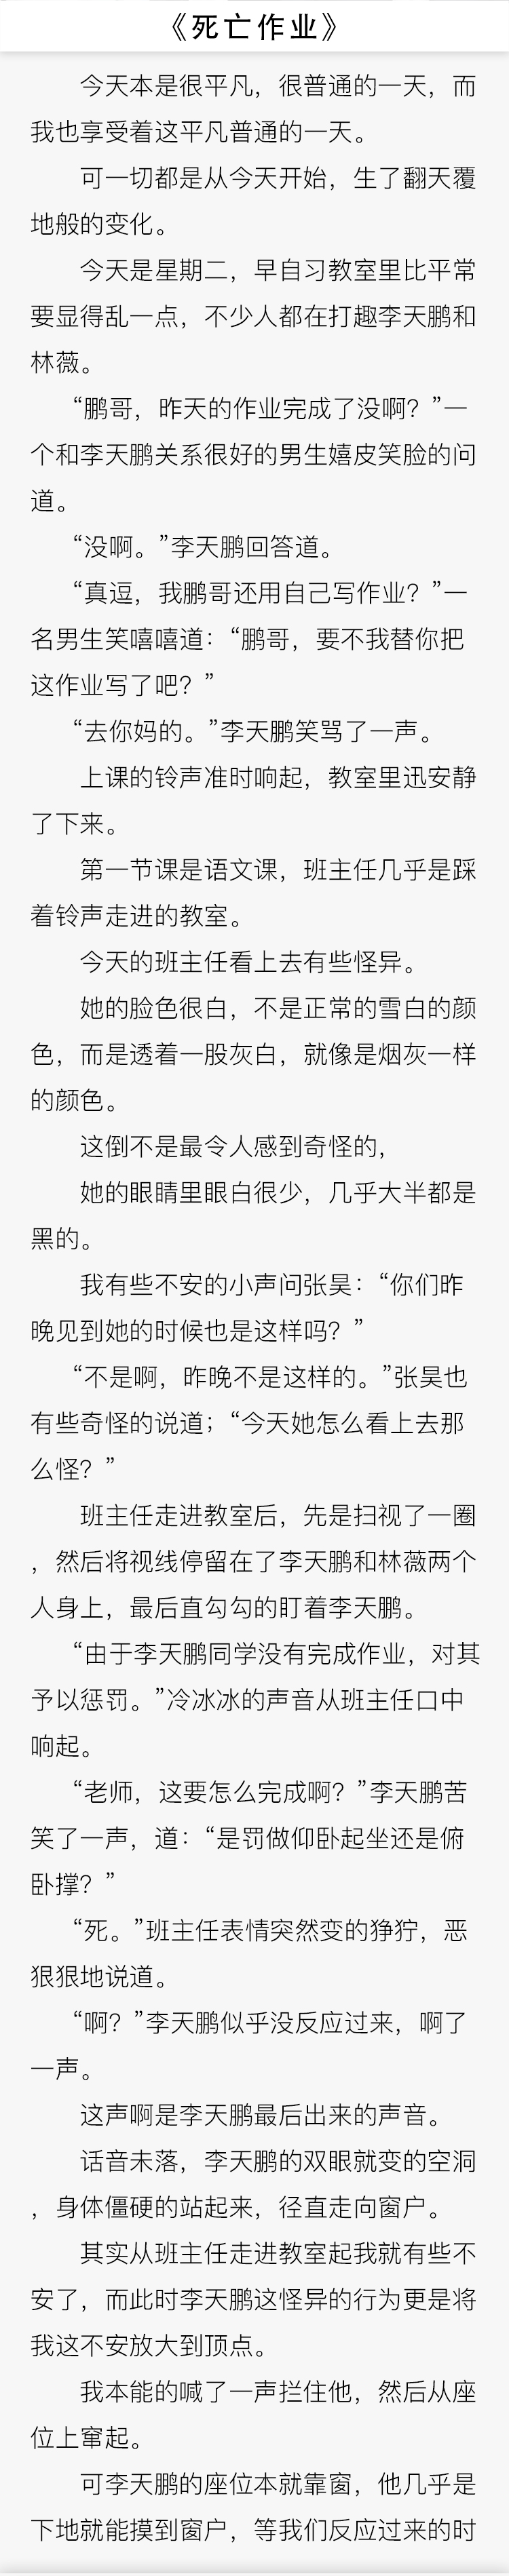 《死亡作业》
今天本是很平凡，很普通的一天，而
我也享受着这平凡普通的一天。
可一切都是从今天开始，生了翻天覆
地般的变化。
今天是星期二，早自习教室里比平常
要显得乱一点，不少人都在打趣李天鹏和
林薇。
“鹏哥，昨天的作业完成了没啊？”一
个和李天鹏关系很好的男生嬉皮笑脸的问
道。
“没啊。”李天鹏回答道。
“真逗，我鹏哥还用自己写作业？”一
名男生笑嘻嘻道：“鹏哥，要不我替你把
这作业写了吧？”
“去你妈的。”李天鹏笑骂了一声。
上课的铃声准时响起，教室里迅安静
了下来。
第一节课是语文课，班主任几乎是踩
着铃声走进的教室。
今天的班主任看上去有些怪异。
她的脸色很白，不是正常的雪白的颜
色，而是透着一股灰白，就像是烟灰一样
的颜色。
这倒不是最令人感到奇怪的，
她的眼睛里眼白很少，几乎大半都是
黑的。
我有些不安的小声问张昊：“你们昨
晚见到她的时候也是这样吗？”
“不是啊，昨晚不是这样的。”张昊也
有些奇怪的说道；“今天她怎么看上去那
么怪？”
班主任走进教室后，先是扫视了一圈
，然后将视线停留在了李天鹏和林薇两个
人身上，最后直勾勾的盯着李天鹏。
“由于李天鹏同学没有完成作业，对其
予以惩罚。”冷冰冰的声音从班主任口中
响起。
“老师，这要怎么完成啊？”李天鹏苦
笑了一声，道：“是罚做仰卧起坐还是俯
卧撑？”
“死。”班主任表情突然变的狰狞，恶
狠狠地说道。
“啊？”李天鹏似乎没反应过来，啊了
一声。
这声啊是李天鹏最后出来的声音。
话音未落，李天鹏的双眼就变的空洞
，身体僵硬的站起来，径直走向窗户。
其实从班主任走进教室起我就有些不
安了，而此时李天鹏这怪异的行为更是将
我这不安放大到顶点。
我本能的喊了一声拦住他，然后从座
位上窜起。
可李天鹏的座位本就靠窗，他几乎是
下地就能摸到窗户，等我们反应过来的时